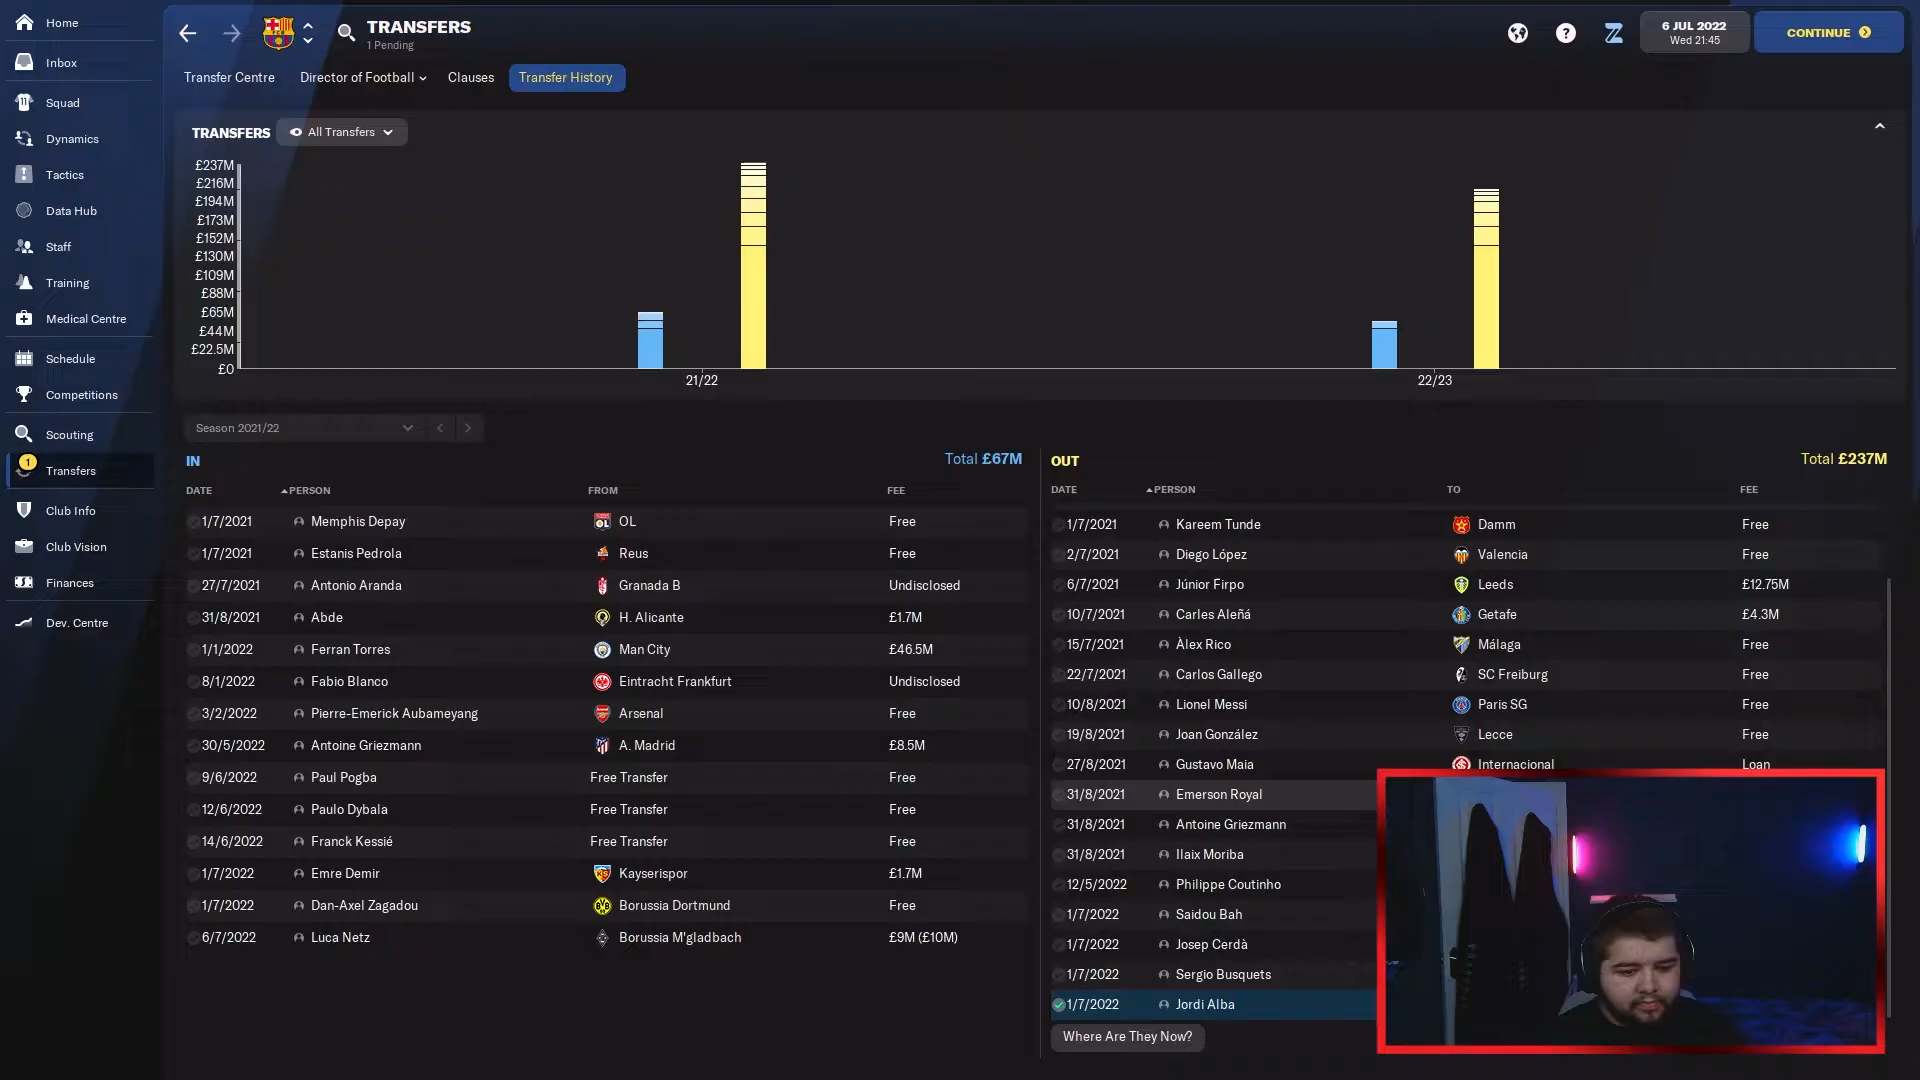 Home
Inbox
Squad
Dynamics
Tactics
Data Hub
Staff
Training
Medical Centre
Schedule
Competitions
Scouting
1
Transfers
Club Info
Club Vision
Finances
Dev. Centre
TRANSFERS
1 Pending
6 JUL 2022
Wed 21:45
CONTINUE
Transfer Centre
Director of Football
Clauses
Transfer History
TRANSFERS
All Transfers
£237M
£216M
£194M
£173M
£152M
£130M
£109M
£88M
£65M
£44M
£22.5M
£0
21/22
22/23
Season 2021/22
IN
Total £67M
DATE PERSON FROM FEE
1/7/2021 Memphis Depay OL Free
1/7/2021 Estanis Pedrola Reus Free
27/7/2021 Antonio Aranda Granada B Undisclosed
31/8/2021 Abde H. Alicante £1.7M
1/1/2022 Ferran Torres Man City £46.5M
8/1/2022 Fabio Blanco Eintracht Frankfurt Undisclosed
3/2/2022 Pierre-Emerick Aubameyang Arsenal Free
30/5/2022 Antoine Griezmann A. Madrid £8.5M
9/6/2022 Paul Pogba Free Transfer Free
12/6/2022 Paulo Dybala Free Transfer Free
14/6/2022 Franck Kessié Free Transfer Free
1/7/2022 Emre Demir Kayserispor £1.7M
1/7/2022 Dan-Axel Zagadou Borussia Dortmund Free
6/7/2022 Luca Netz Borussia M'gladbach £9M (£10M)
OUT
Total £237M
DATE PERSON TO FEE
1/7/2021 Kareem Tunde Damm Free
2/7/2021 Diego López Valencia Free
6/7/2021 Júnior Firpo Leeds £12.75M
10/7/2021 Carles Aleñá Getafe £4.3M
15/7/2021 Àlex Rico Málaga Free
22/7/2021 Carlos Gallego SC Freiburg Free
10/8/2021 Lionel Messi Paris SG Free
19/8/2021 Joan González Lecce Free
27/8/2021 Gustavo Maia Internacional Loan
31/8/2021 Emerson Royal
31/8/2021 Antoine Griezmann
31/8/2021 Ilaix Moriba
12/5/2022 Philippe Coutinho
1/7/2022 Saidou Bah
1/7/2022 Josep Cerdà
1/7/2022 Sergio Busquets
1/7/2022 Jordi Alba
Where Are They Now?